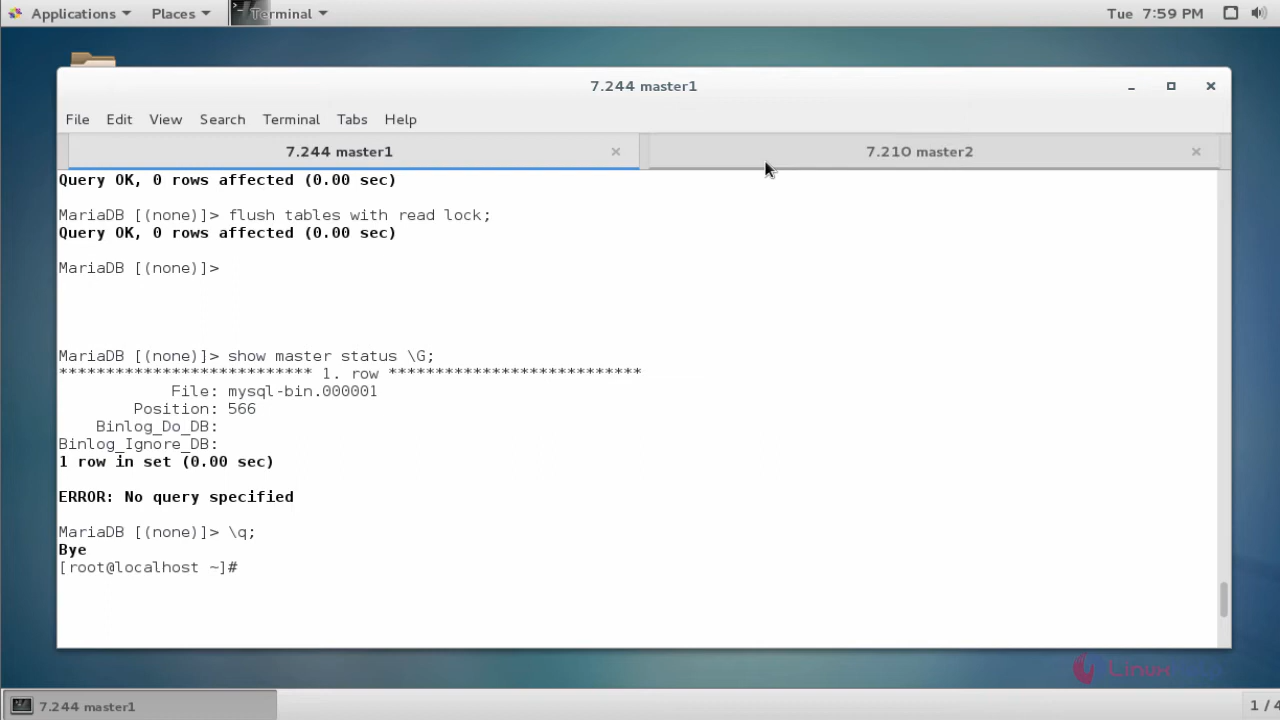 Applications Places Terminal Tue 7:59 PM
7.244 master1
File Edit View Search Terminal Tabs Help
7.244 master1 7.210 master2
Query OK, 0 rows affected (0.00 sec)
MariaDB [(none)]> flush tables with read lock;
Query OK, 0 rows affected (0.00 sec)
MariaDB [(none)]>
MariaDB [(none)]> show master status \G;
*************************** 1. row ***************************
File: mysql-bin.000001
Position: 566
Binlog_Do_DB:
Binlog_Ignore_DB:
1 row in set (0.00 sec)
ERROR: No query specified
MariaDB [(none)]> \q;
Bye
[root@localhost ~]#
7.244 master1 1 / 4